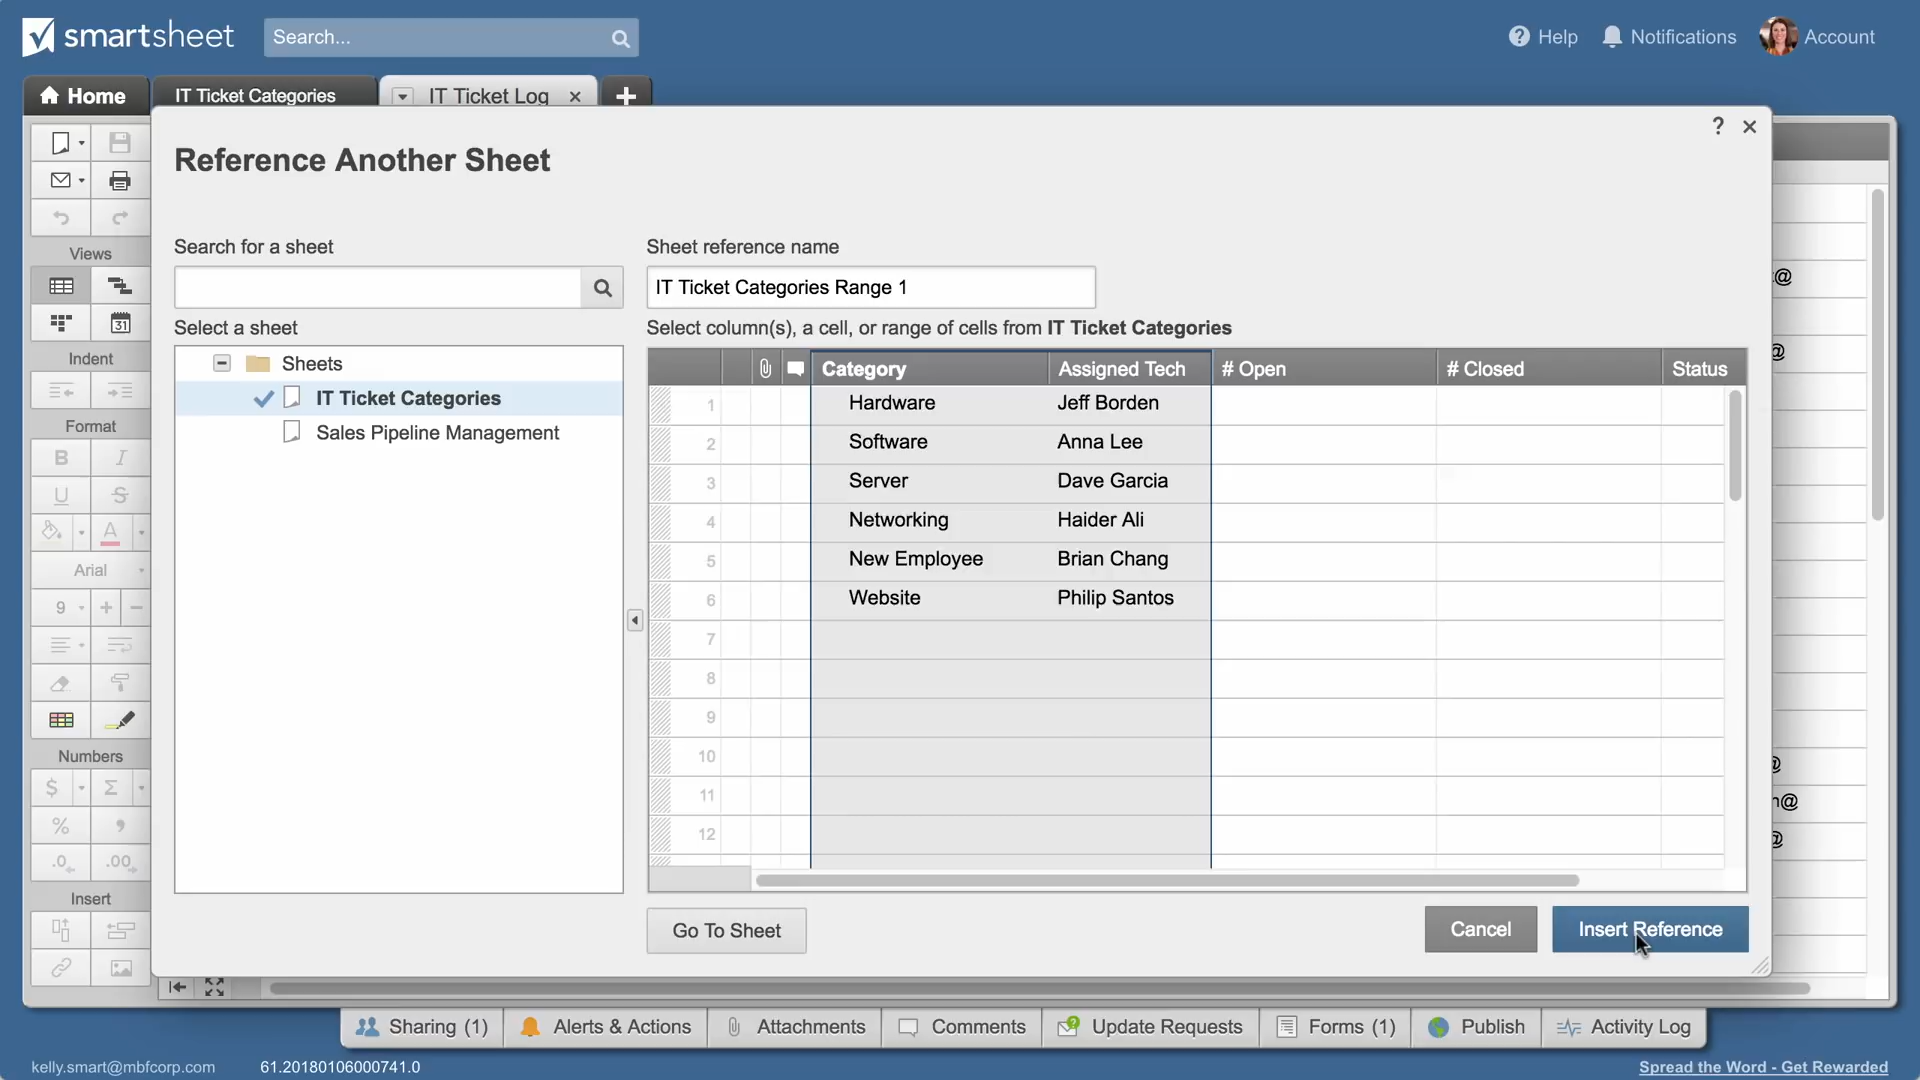 smartsheet
Search...
Help
Notifications
Account
Home
IT Ticket Categories
IT Ticket Log
Reference Another Sheet
?
Search for a sheet
Sheet reference name
IT Ticket Categories Range 1
Select a sheet
Select column(s), a cell, or range of cells from IT Ticket Categories
Sheets
IT Ticket Categories
Sales Pipeline Management
Category Assigned Tech # Open # Closed Status
1 Hardware Jeff Borden
2 Software Anna Lee
3 Server Dave Garcia
4 Networking Haider Ali
5 New Employee Brian Chang
6 Website Philip Santos
7
8
9
10
11
12
Go To Sheet
Cancel
Insert Reference
Views
31
Indent
Format
B I
U S
A
Arial
9 + −
Numbers
$ Σ
% ,
.0 .00
Insert
@
@
@
n@
@
Sharing (1)
Alerts & Actions
Attachments
Comments
Update Requests
Forms (1)
Publish
Activity Log
kelly.smart@mbfcorp.com
61.20180106000741.0
Spread the Word - Get Rewarded